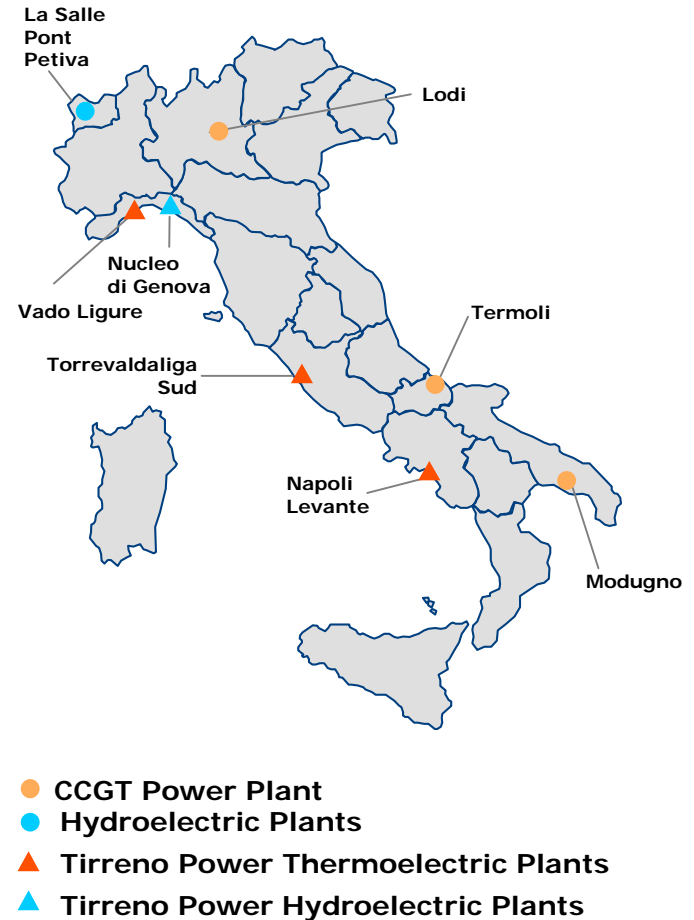 La Salle
Pont
Petiva
Lodi
Nucleo
di Genova
Vado Ligure
Termoli
Torrevaldaliga
Sud
Napoli
Levante
Modugno
CCGT Power Plant
Hydroelectric Plants
Tirreno Power Thermoelectric Plants
Tirreno Power Hydroelectric Plants